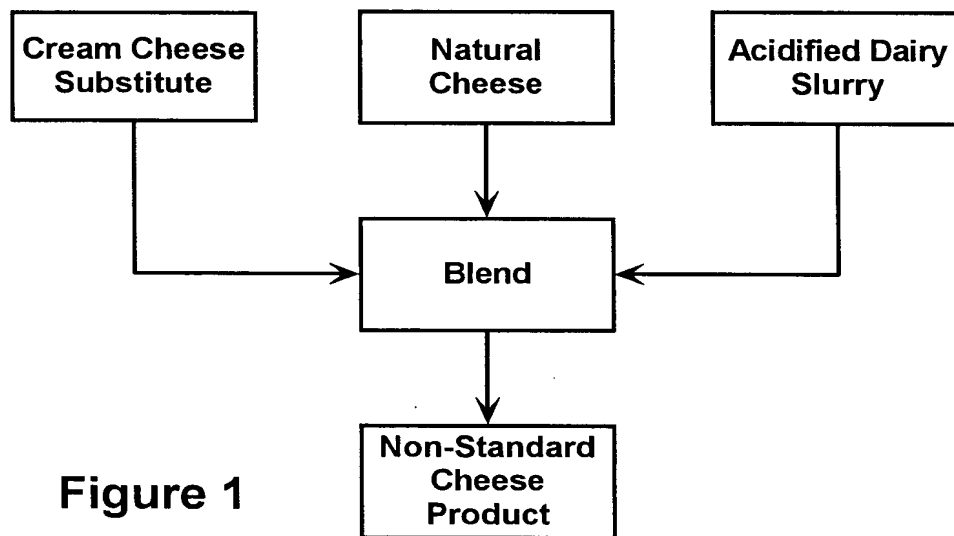 Cream Cheese
Substitute
Natural
Cheese
Acidified Dairy
Slurry
Blend
Non-Standard
Cheese
Product
Figure 1